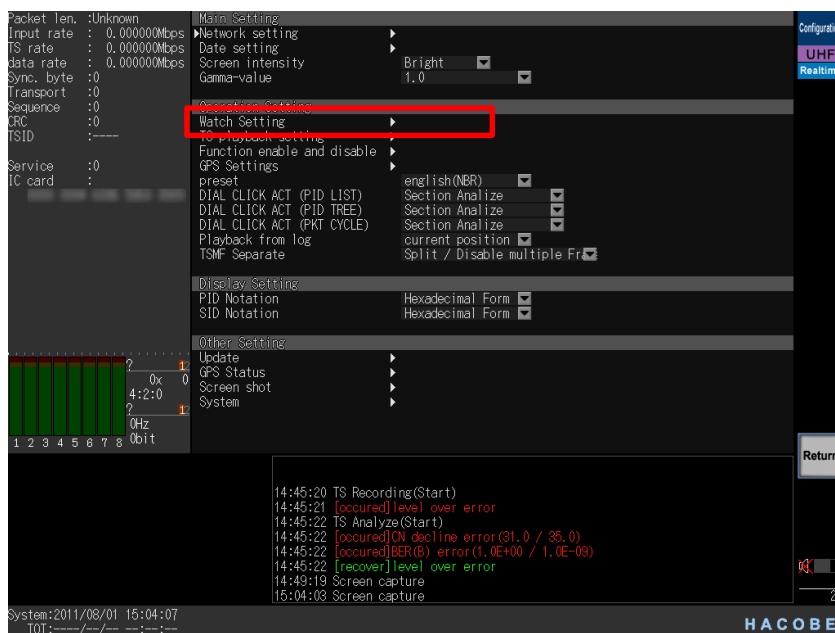 Packet len. :Unknown
Input rate : 0.000000Mbps
TS rate : 0.000000Mbps
data rate : 0.000000Mbps
Sync. byte :0
Transport :0
Sequence :0
CRC :0
TSID :----
Service :0
IC card :
Main Setting
Network setting
Date setting
Screen intensity Bright
Gamma-value 1.0
Operation Setting
Watch Setting
TS playback setting
Function enable and disable
GPS Settings
preset english(NBR)
DIAL CLICK ACT (PID LIST) Section Analize
DIAL CLICK ACT (PID TREE) Section Analize
DIAL CLICK ACT (PKT CYCLE) Section Analize
Playback from log current position
TSMF Separate Split / Disable multiple Fra
Display Setting
PID Notation Hexadecimal Form
SID Notation Hexadecimal Form
Other Setting
Update
GPS Status
Screen shot
System
Configurati
UHF
Realtim
Return
? 12
0x 0
4:2:0
? 12
0Hz
0bit
1 2 3 4 5 6 7 8
14:45:20 TS Recording(Start)
14:45:21 [occured]level over error
14:45:22 TS Analyze(Start)
14:45:22 [occured]CN decline error(31.0 / 35.0)
14:45:22 [occured]BER(B) error(1.0E+00 / 1.0E-09)
14:45:22 [recover]level over error
14:49:19 Screen capture
15:04:03 Screen capture
2
System:2011/08/01 15:04:07
TOT:----/--/-- --:--:--
HACOBE